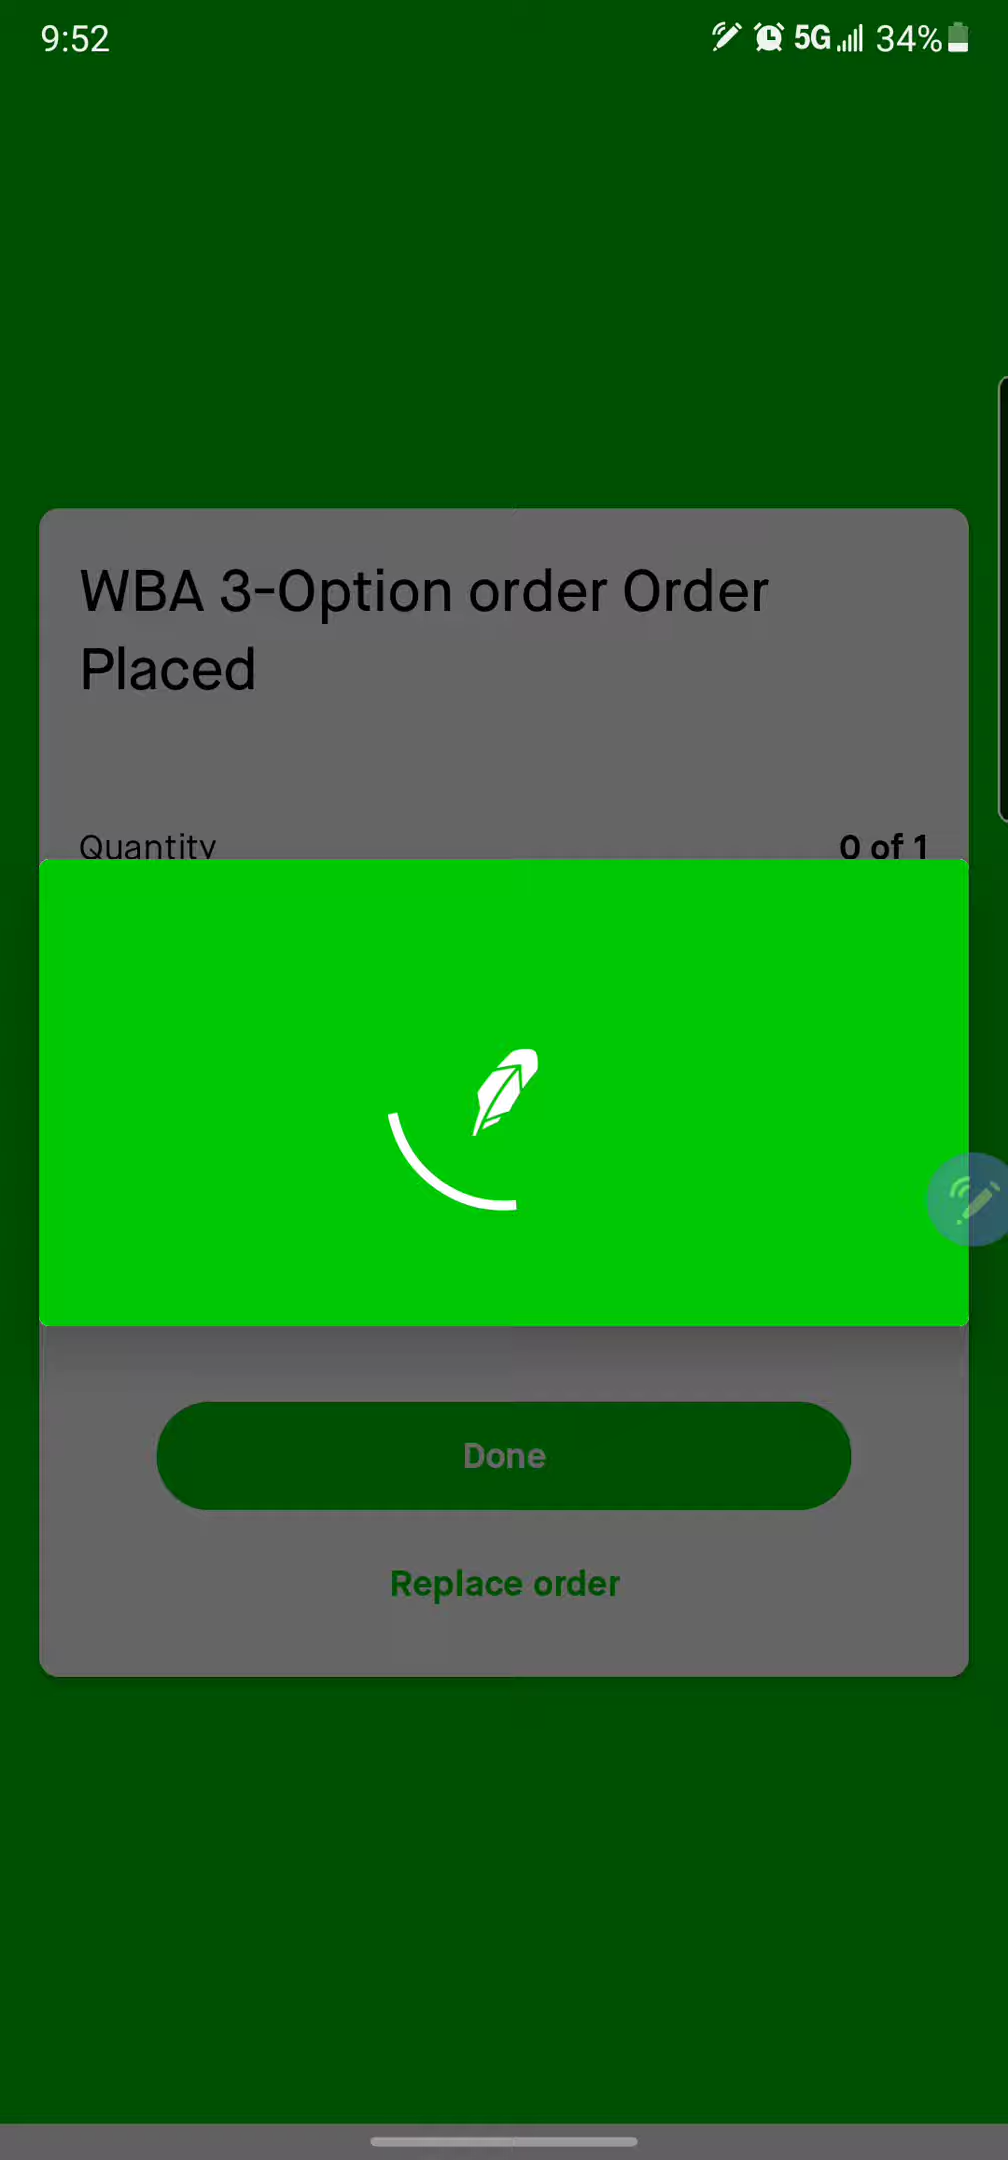 9:52
5G 34%
WBA 3-Option order Order
Placed
Quantity 0 of 1
Done
Replace order